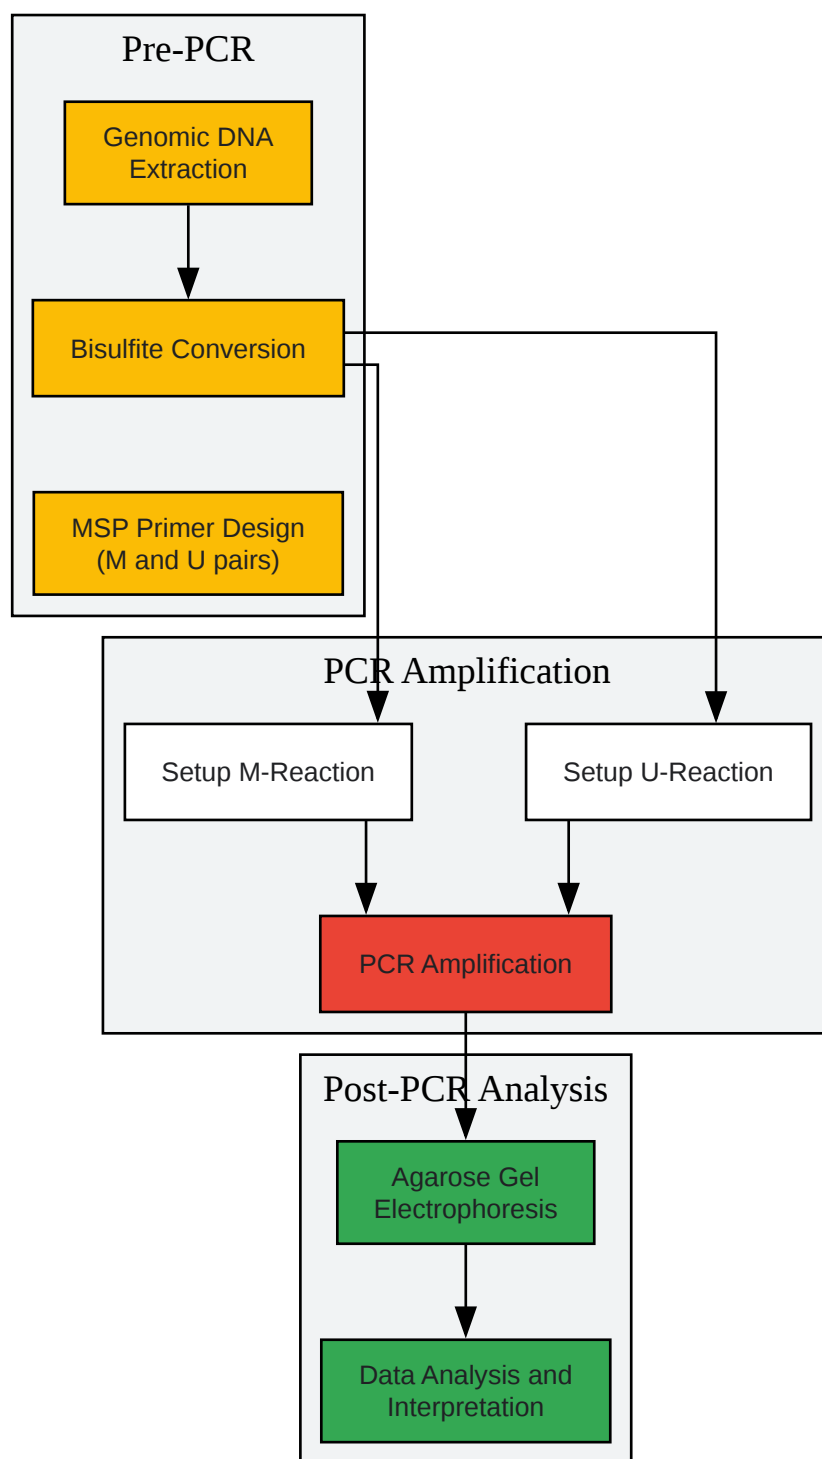 Pre-PCR
Genomic DNA
Extraction
Bisulfite Conversion
MSP Primer Design
(M and U pairs)
PCR Amplification
Setup M-Reaction
Setup U-Reaction
PCR Amplification
Post-PCR Analysis
Agarose Gel
Electrophoresis
Data Analysis and
Interpretation